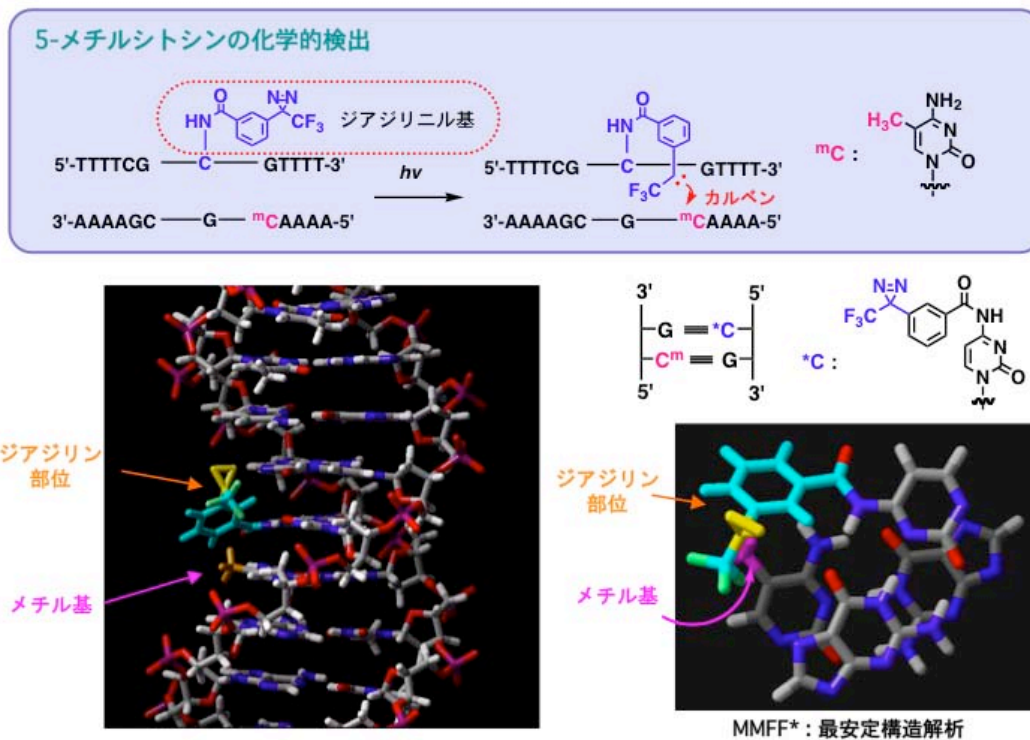 5-メチルシトシンの化学的検出
O
N=N
HN
CF3
ジアジリニル基
5'-TTTTCG — C — GTTTT-3'
hν
3'-AAAAGC — G — mCAAAA-5'
O
HN
5'-TTTTCG — C — GTTTT-3'
F3C
カルベン
3'-AAAAGC — G — mCAAAA-5'
mC :
H3C
NH2
N
N
O
ジアジリン
部位
メチル基
3' 5'
G ≡ *C
Cm ≡ G
5' 3'
*C :
N=N
F3C
O
NH
N
N
O
ジアジリン
部位
メチル基
MMFF* : 最安定構造解析